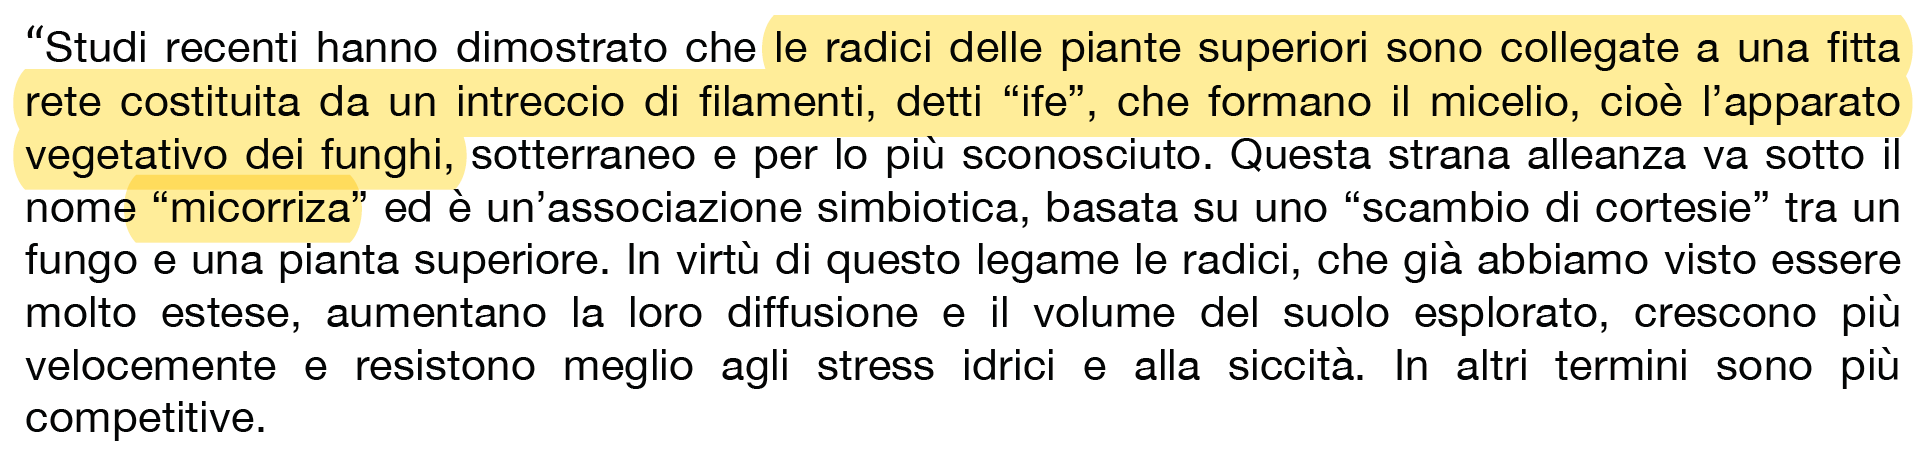 “Studi recenti hanno dimostrato che le radici delle piante superiori sono collegate a una fitta
rete costituita da un intreccio di filamenti, detti “ife”, che formano il micelio, cioè l’apparato
vegetativo dei funghi, sotterraneo e per lo più sconosciuto. Questa strana alleanza va sotto il
nome “micorriza” ed è un’associazione simbiotica, basata su uno “scambio di cortesie” tra un
fungo e una pianta superiore. In virtù di questo legame le radici, che già abbiamo visto essere
molto estese, aumentano la loro diffusione e il volume del suolo esplorato, crescono più
velocemente e resistono meglio agli stress idrici e alla siccità. In altri termini sono più
competitive.